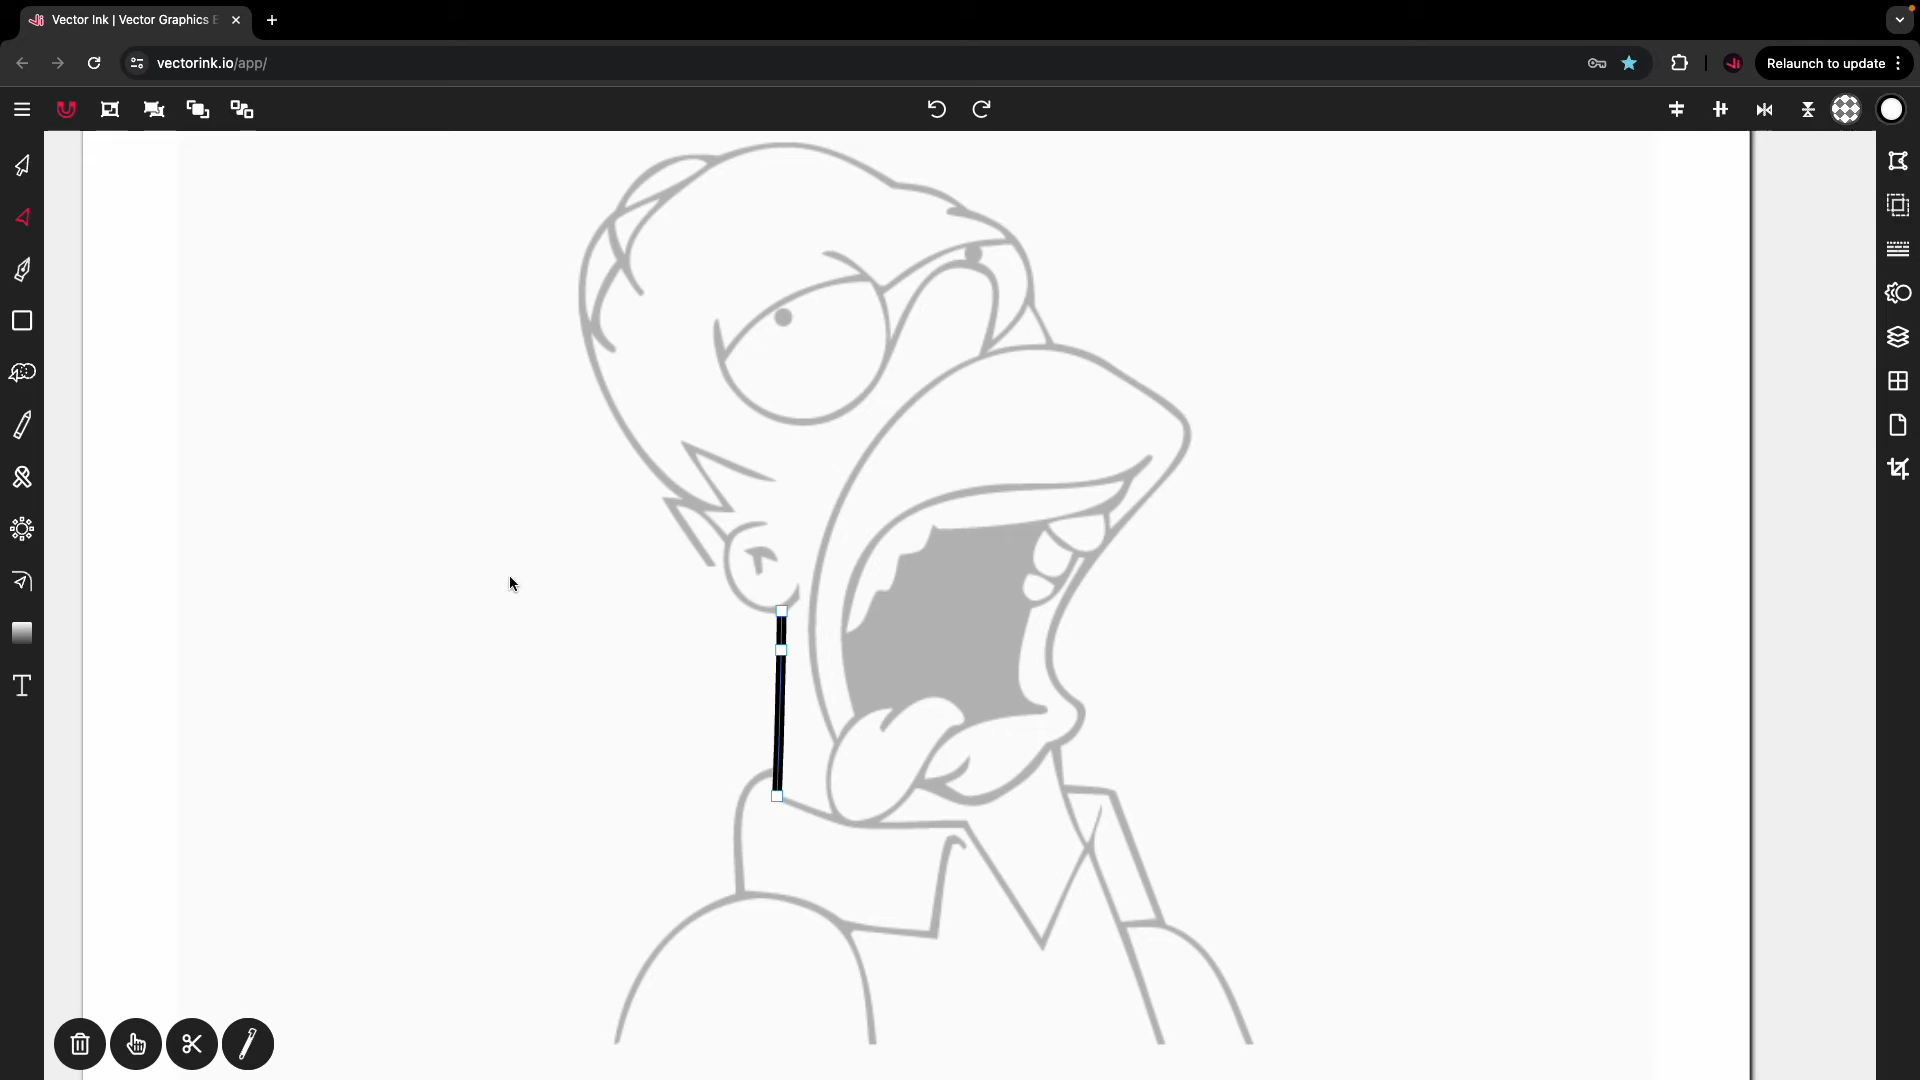 Vector Ink | Vector Graphics E
vectorink.io/app/
Relaunch to update